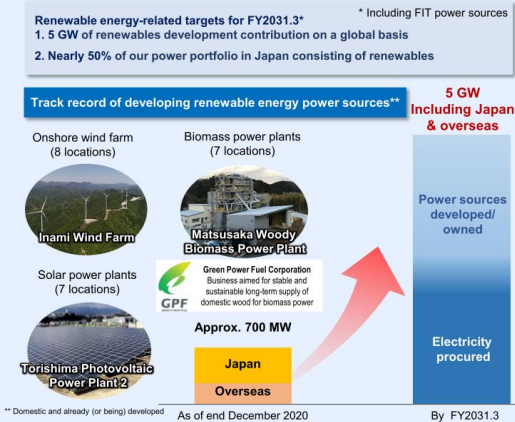 Renewable energy-related targets for FY2031.3*
* Including FIT power sources
1. 5 GW of renewables development contribution on a global basis
2. Nearly 50% of our power portfolio in Japan consisting of renewables
Track record of developing renewable energy power sources**
5 GW
Including Japan
& overseas
Onshore wind farm
(8 locations)
Biomass power plants
(7 locations)
Inami Wind Farm
Matsusaka Woody
Biomass Power Plant
Solar power plants
(7 locations)
GPF
GREEN POWER FUEL
Green Power Fuel Corporation
Business aimed for stable and
sustainable long-term supply of
domestic wood for biomass power
Torishima Photovoltaic
Power Plant 2
Approx. 700 MW
Japan
Overseas
Power sources
developed/
owned
Electricity
procured
** Domestic and already (or being) developed
As of end December 2020
By FY2031.3